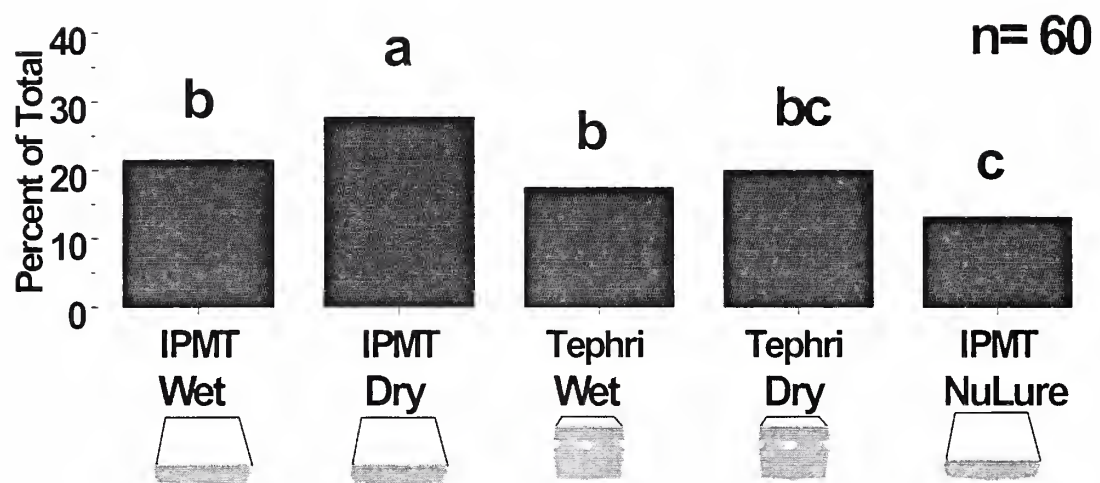 n= 60
Percent of Total
40
30
20
10
0
b
a
b
bc
c
IPMT IPMT Tephri Tephri IPMT
Wet Dry Wet Dry NuLure